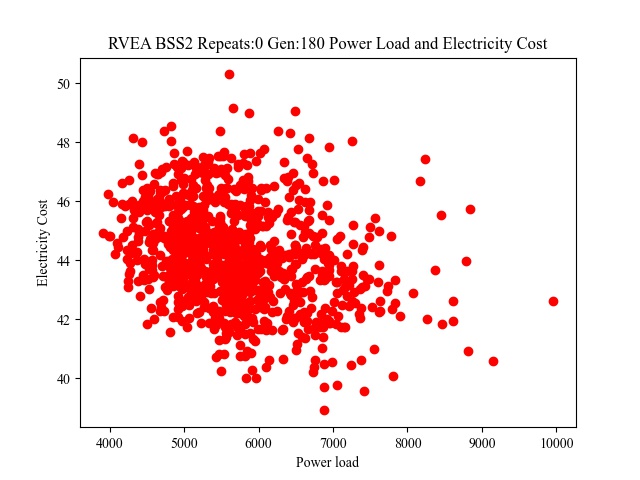 RVEA BSS2 Repeats:0 Gen:180 Power Load and Electricity Cost
50
48
46
44
42
40
Electricity Cost
4000 5000 6000 7000 8000 9000 10000
Power load